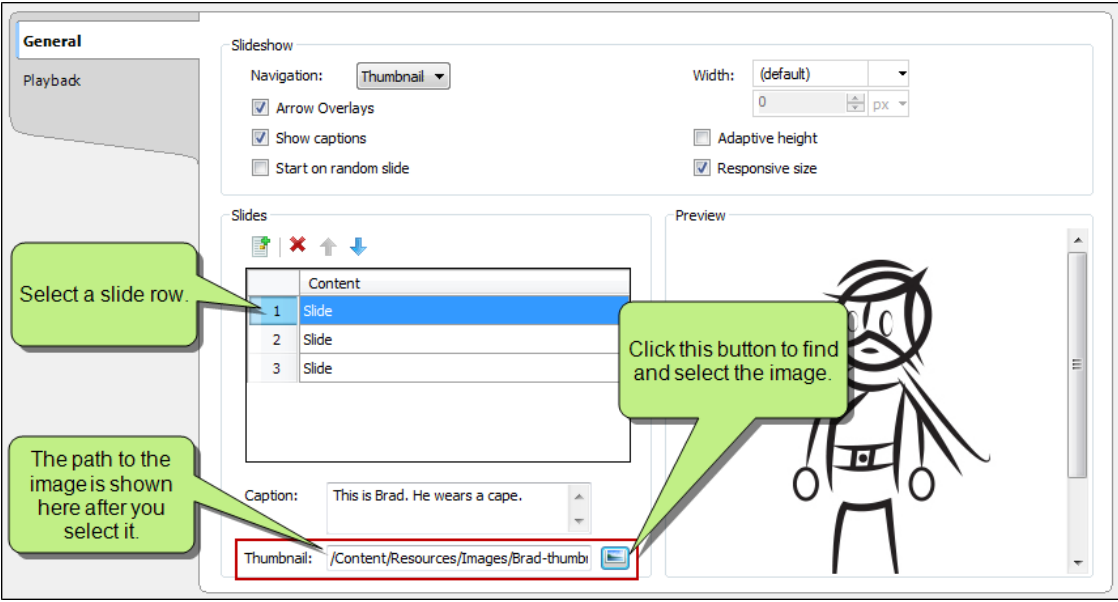 General
Playback
Slideshow
Navigation: Thumbnail
Width: (default)
0 px
Arrow Overlays
Show captions
Adaptive height
Start on random slide
Responsive size
Slides
Preview
Content
1 Slide
2 Slide
3 Slide
Select a slide row.
Click this button to find
and select the image.
The path to the
image is shown
here after you
select it.
Caption: This is Brad. He wears a cape.
Thumbnail: /Content/Resources/Images/Brad-thumb